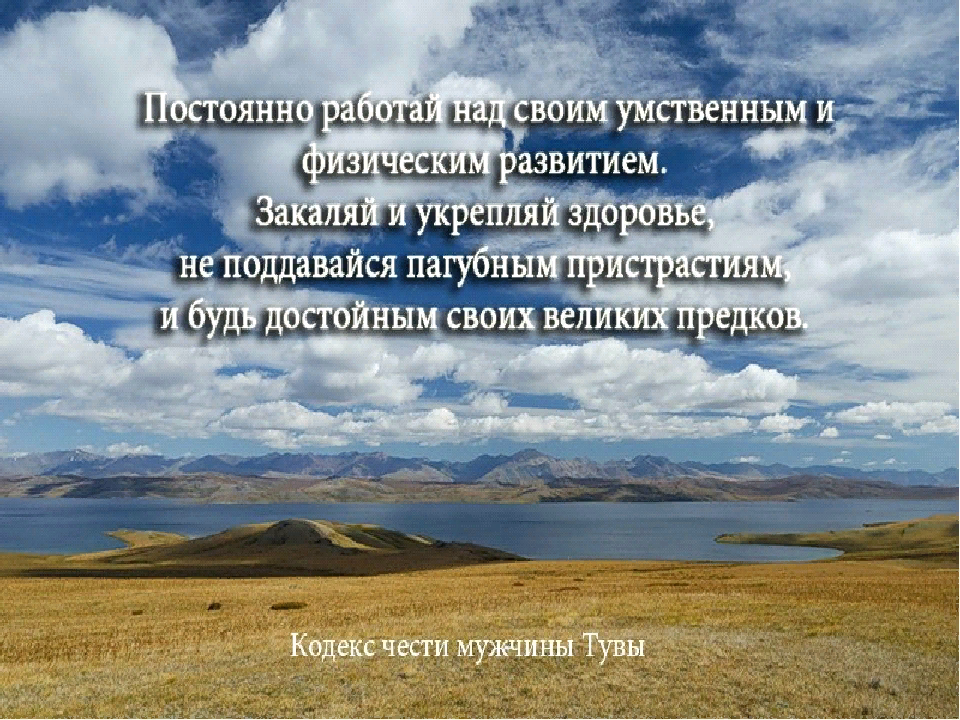 Постоянно работай над своим умственным и
физическим развитием.
Закаляй и укрепляй здоровье,
не поддавайся пагубным пристрастиям,
и будь достойным своих великих предков.
Кодекс чести мужчины Тувы